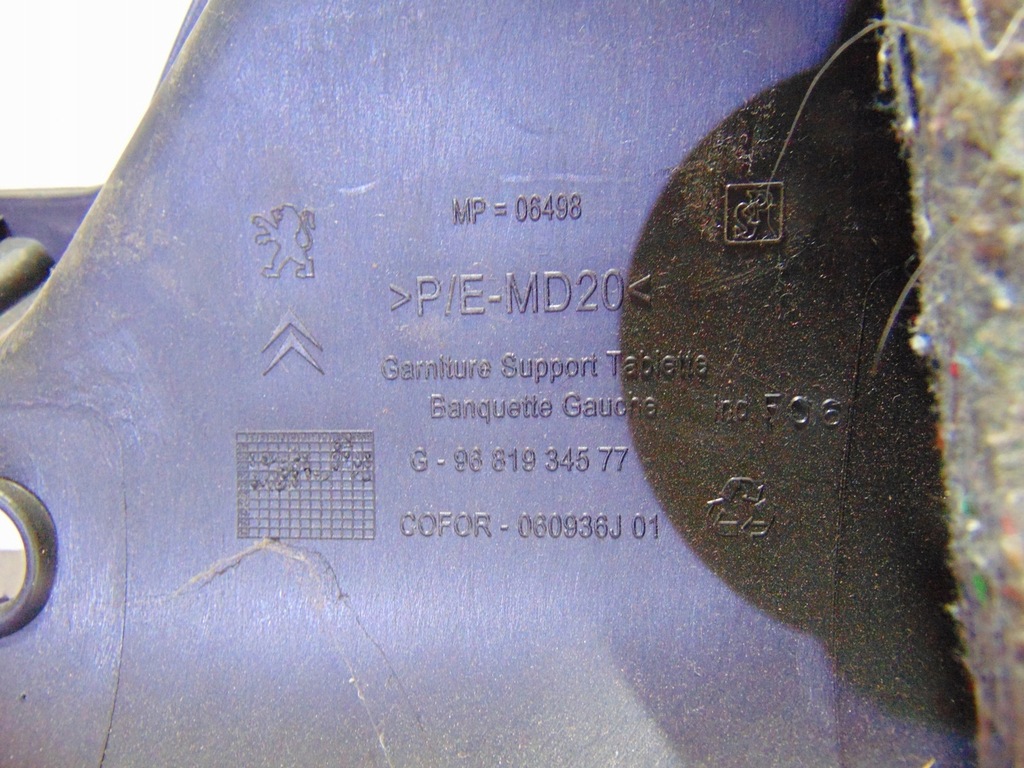 MP = 06498
>P/E-MD20<
Garniture Support Tablette
Banquette Gauche
G - 96 819 345 77
COFOR - 060936J 01